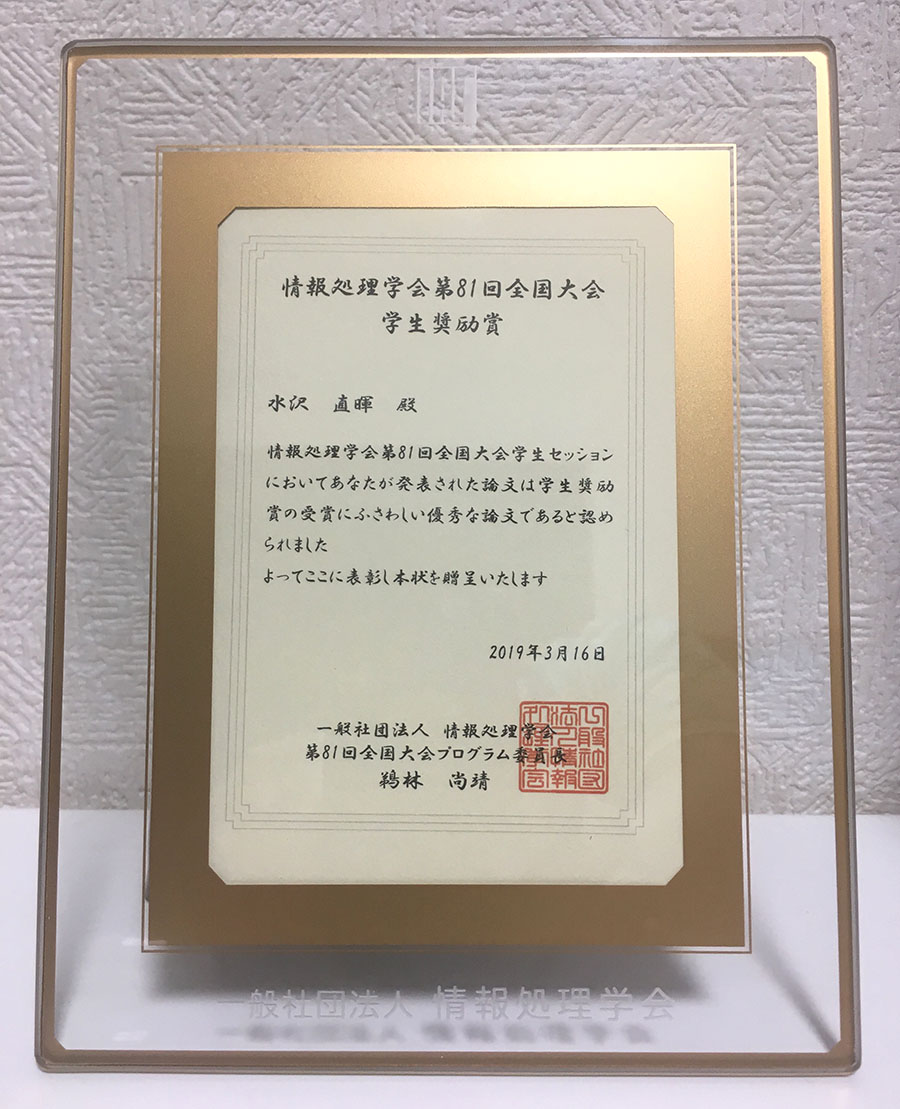 情報処理学会第81回全国大会
学生奨励賞
水沢 直暉 殿
情報処理学会第81回全国大会学生セッション
においてあなたが発表された論文は学生奨励
賞の受賞にふさわしい優秀な論文であると認め
られました
よってここに表彰し本状を贈呈いたします
2019年3月16日
一般社団法人 情報処理学会
第81回全国大会プログラム委員長
鵜林 尚靖
一般社団法人 情報処理学会